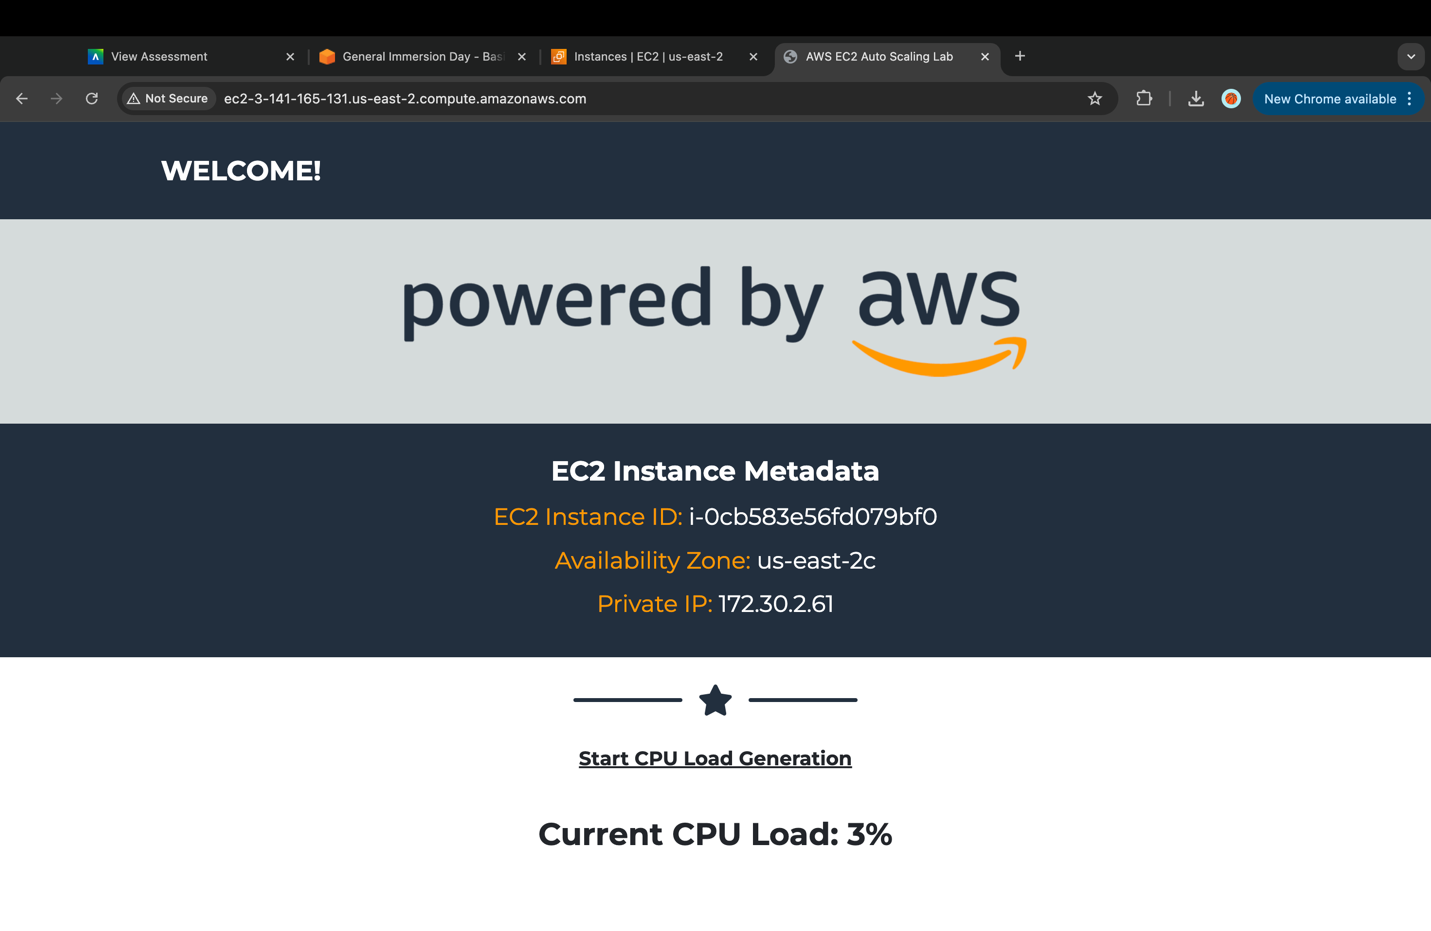 View Assessment
General Immersion Day - Bas
Instances | EC2 | us-east-2
AWS EC2 Auto Scaling Lab
Not Secure
ec2-3-141-165-131.us-east-2.compute.amazonaws.com
New Chrome available
WELCOME!
powered by aws
EC2 Instance Metadata
EC2 Instance ID: i-0cb583e56fd079bf0
Availability Zone: us-east-2c
Private IP: 172.30.2.61
Start CPU Load Generation
Current CPU Load: 3%